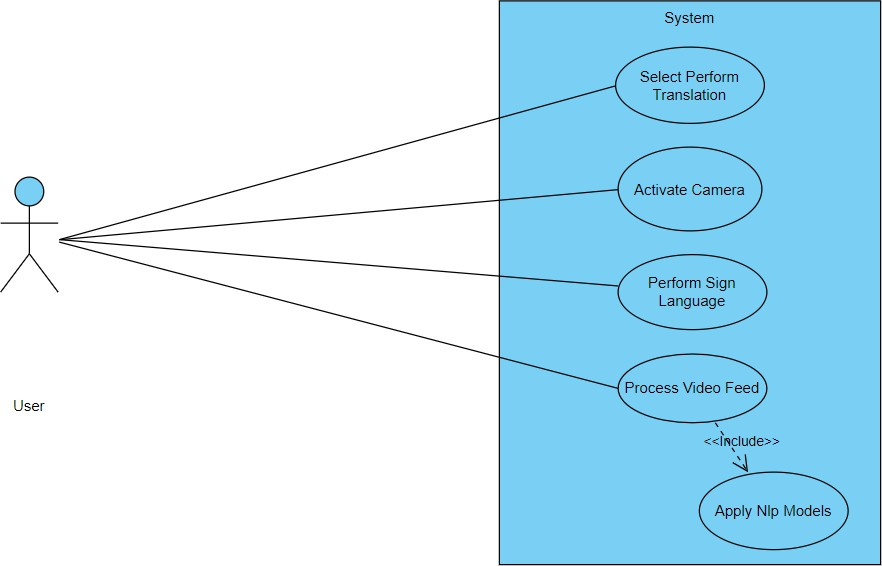 System
Select Perform
Translation
Activate Camera
Perform Sign
Language
Process Video Feed
User
<<Include>>
Apply Nlp Models